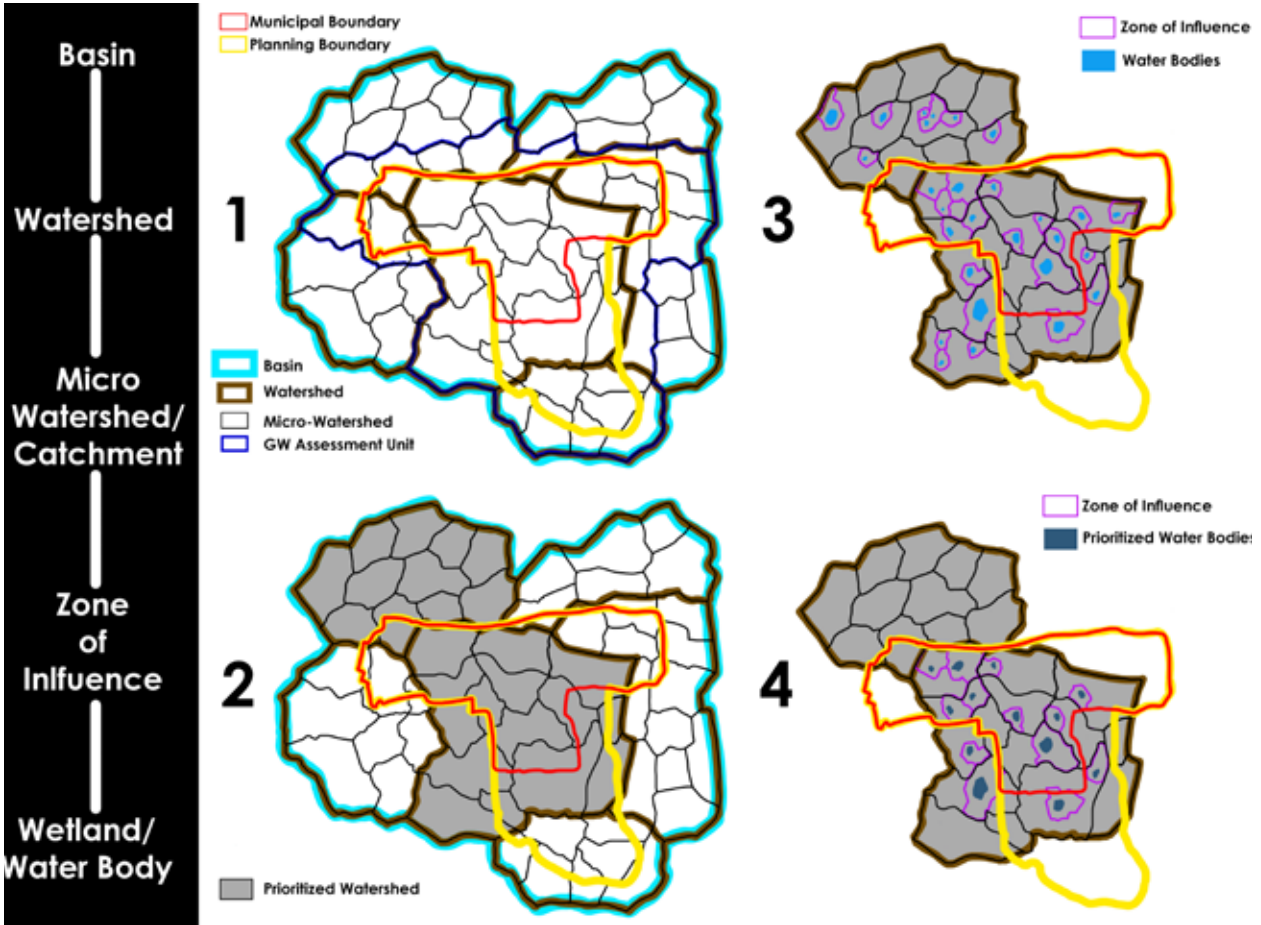 Basin
Watershed
Micro
Watershed/
Catchment
Zone
of
Inlfuence
Wetland/
Water Body
Municipal Boundary
Planning Boundary
1
Basin
Watershed
Micro-Watershed
GW Assessment Unit
2
Prioritized Watershed
Zone of Influence
Water Bodies
3
Zone of Influence
Prioritized Water Bodies
4